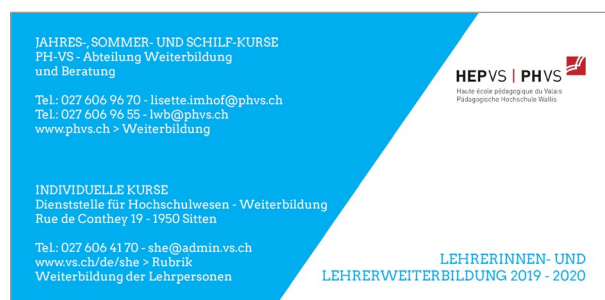 JAHRES-, SOMMER- UND SCHILF-KURSE
PH-VS - Abteilung Weiterbildung
und Beratung
Tel.: 027 606 96 70 - lisette.imhof@phvs.ch
Tel.: 027 606 96 55 - lwb@phvs.ch
www.phvs.ch > Weiterbildung
INDIVIDUELLE KURSE
Dienststelle für Hochschulwesen - Weiterbildung
Rue de Conthey 19 - 1950 Sitten
Tel.: 027 606 41 70 - she@admin.vs.ch
www.vs.ch/de/she > Rubrik
Weiterbildung der Lehrpersonen
HEPVS | PHVS
Haute école pédagogique du Valais
Pädagogische Hochschule Wallis
LEHRERINNEN- UND
LEHRERWEITERBILDUNG 2019 - 2020